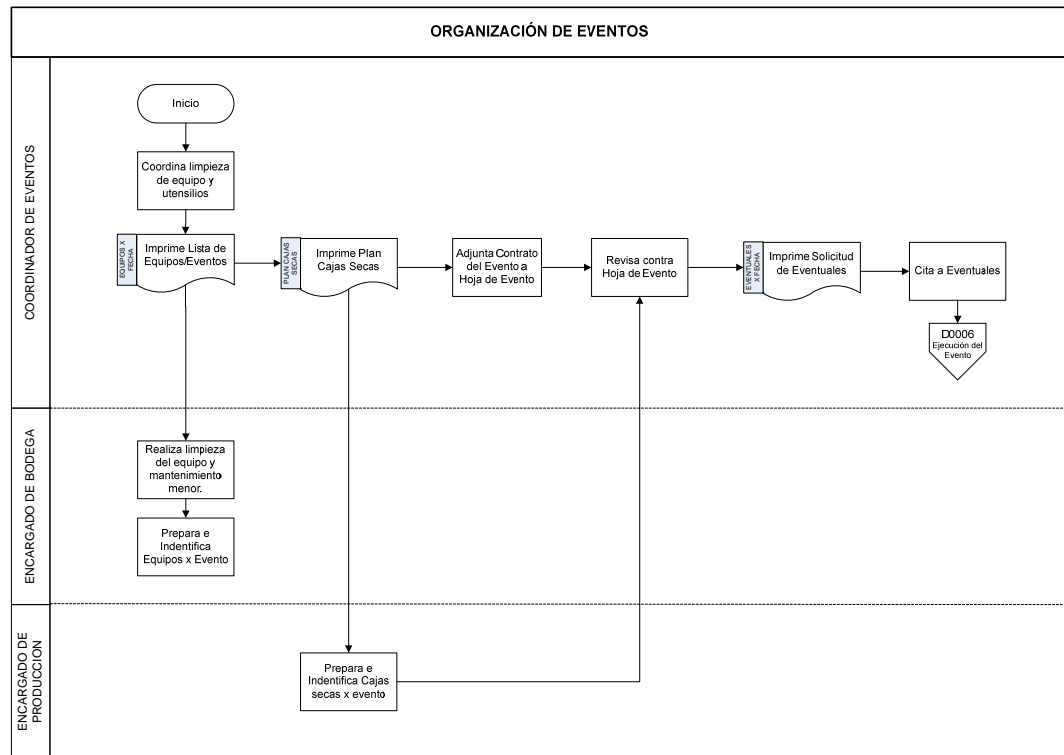 ORGANIZACIÓN DE EVENTOS
COORDINADOR DE EVENTOS
Inicio
Coordina limpieza
de equipo y
utensilios
EQUIPOS X
FECHA
Imprime Lista de
Equipos/Eventos
PLAN CAJAS
SECAS
Imprime Plan
Cajas Secas
Adjunta Contrato
del Evento a
Hoja de Evento
Revisa contra
Hoja de Evento
EVENTUALES
X FECHA
Imprime Solicitud
de Eventuales
Cita a Eventuales
D0006
Ejecución del
Evento
ENCARGADO DE BODEGA
Realiza limpieza
del equipo y
mantenimiento
menor.
Prepara e
Indentifica
Equipos x Evento
ENCARGADO DE
PRODUCCION
Prepara e
Indentifica Cajas
secas x evento